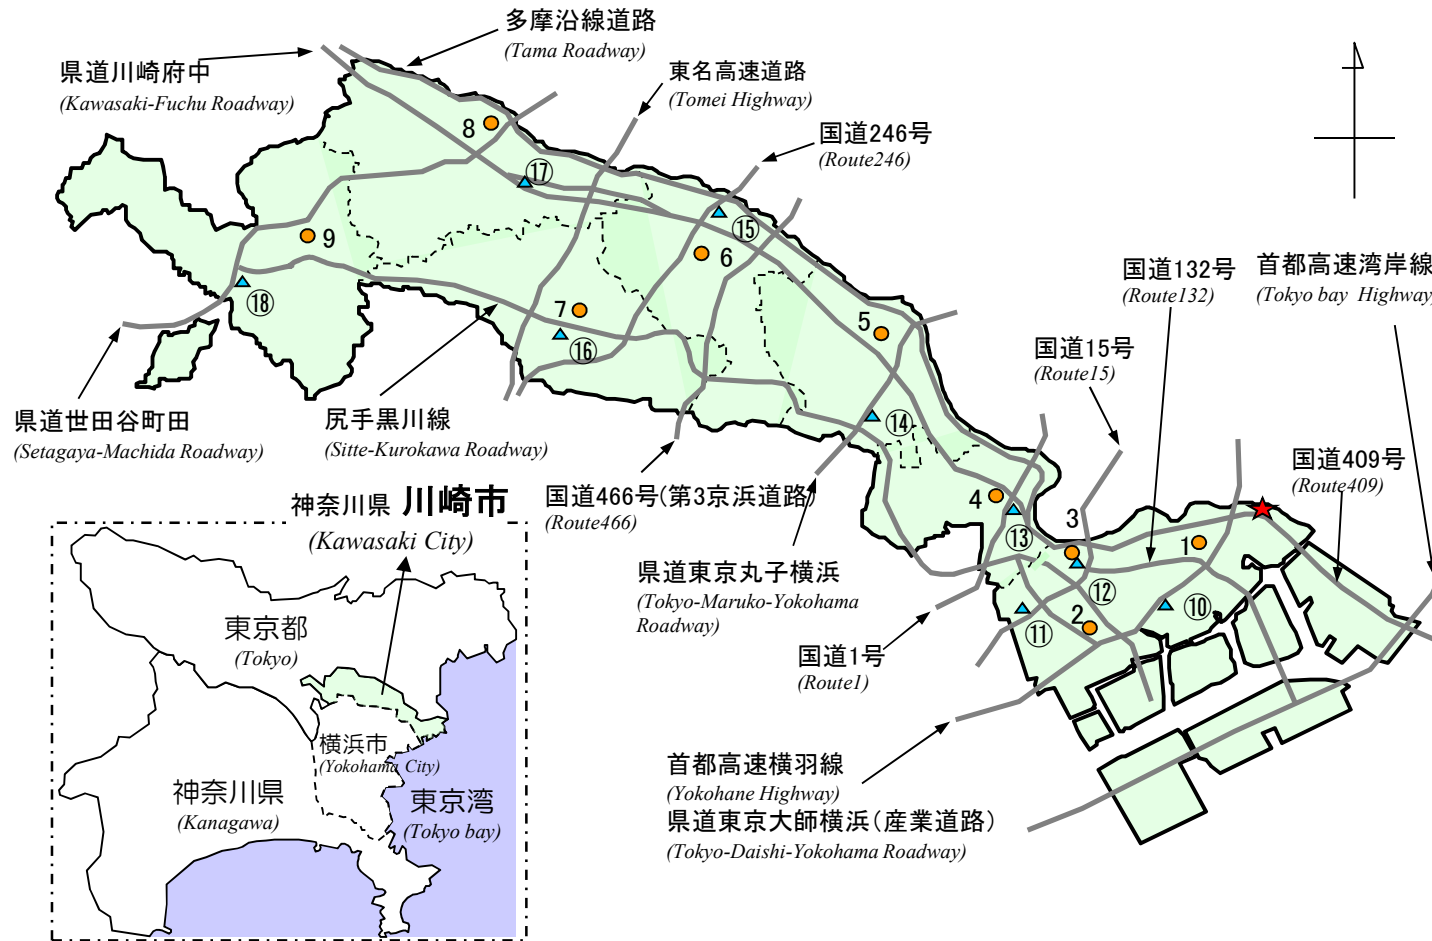 多摩沿線道路
(Tama Roadway)
県道川崎府中
(Kawasaki-Fuchu Roadway)
東名高速道路
(Tomei Highway)
国道246号
(Route246)
8
⑰
⑮
9
6
⑱
7
⑯
5
国道132号
(Route132)
首都高速湾岸線
(Tokyo bay Highway)
国道15号
(Route15)
県道世田谷町田
(Setagaya-Machida Roadway)
尻手黒川線
(Sitte-Kurokawa Roadway)
⑭
国道409号
(Route409)
国道466号(第3京浜道路)
(Route466)
4
⑬
3
1
県道東京丸子横浜
(Tokyo-Maruko-Yokohama
Roadway)
⑫
⑩
⑪
2
国道1号
(Route1)
首都高速横羽線
(Yokohane Highway)
県道東京大師横浜(産業道路)
(Tokyo-Daishi-Yokohama Roadway)
神奈川県 川崎市
(Kawasaki City)
東京都
(Tokyo)
横浜市
(Yokohama City)
神奈川県
(Kanagawa)
東京湾
(Tokyo bay)